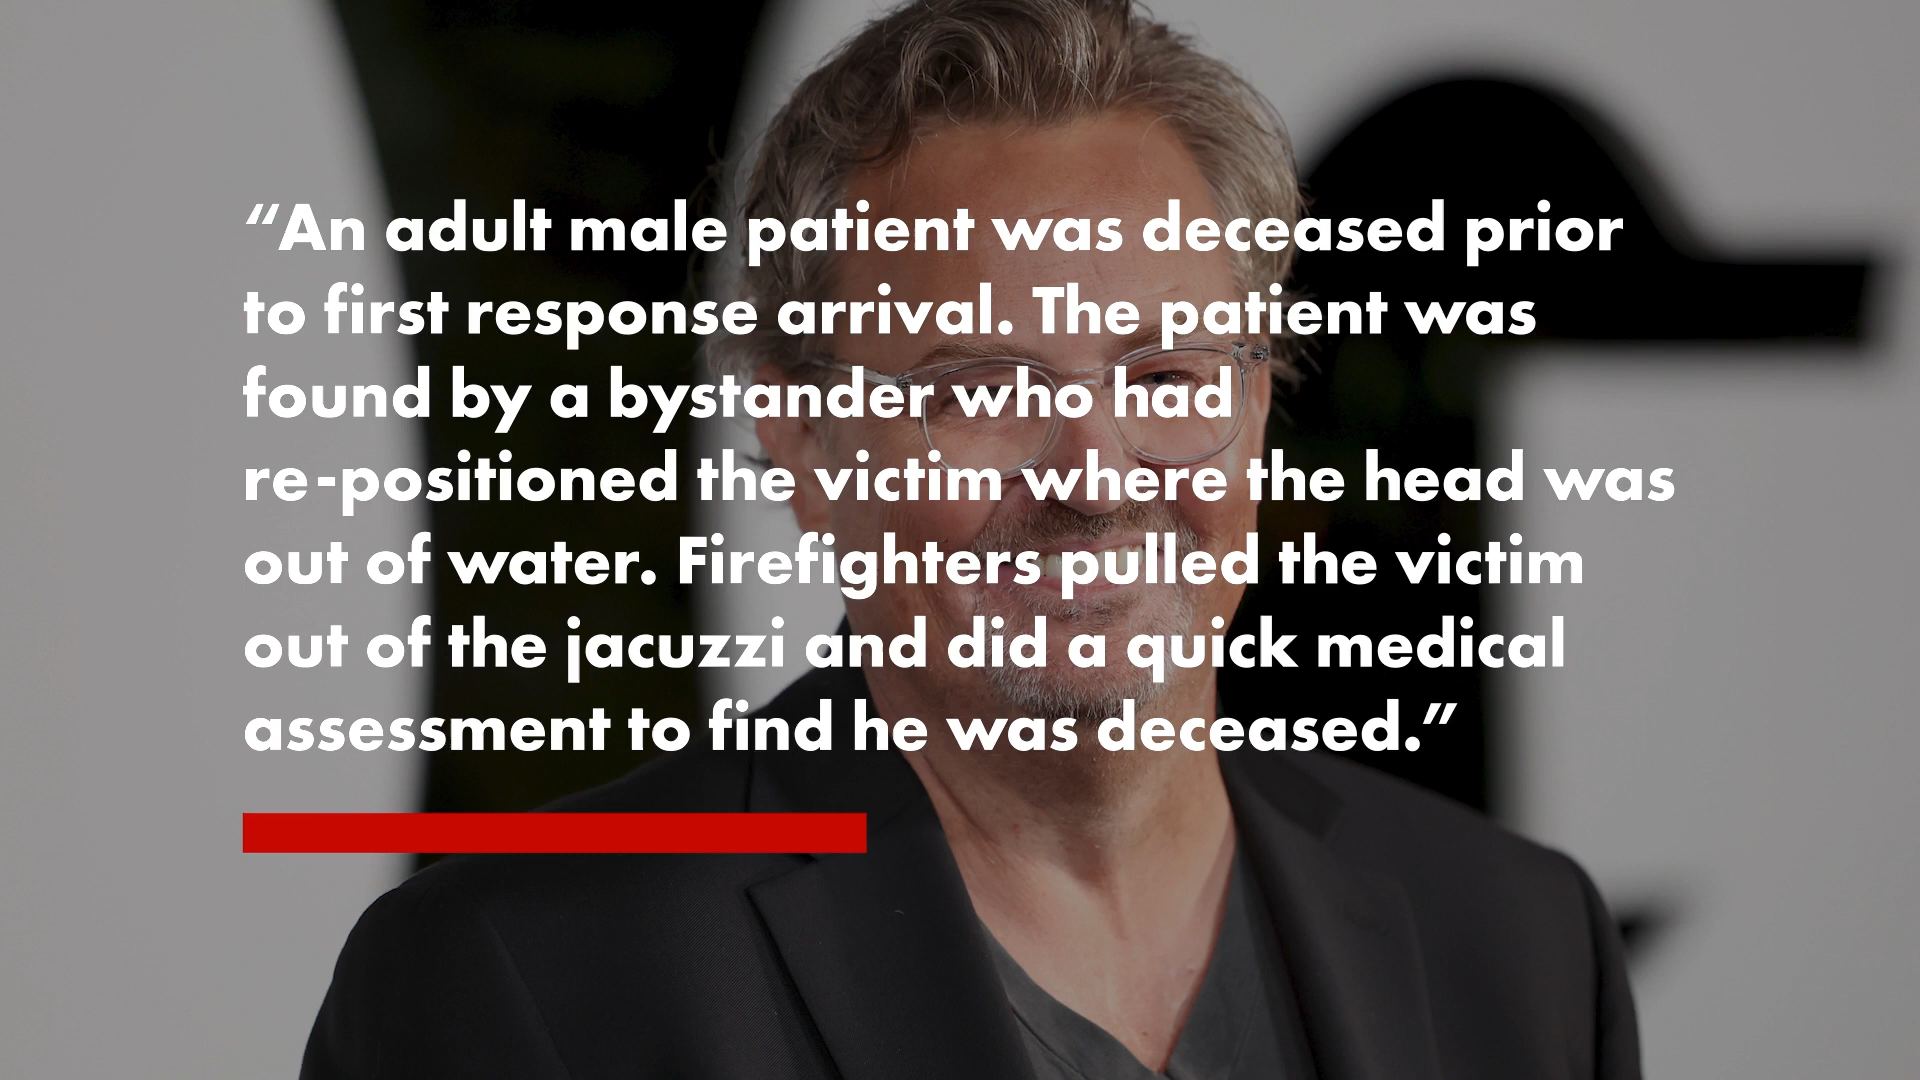 “An adult male patient was deceased prior
to first response arrival. The patient was
found by a bystander who had
re-positioned the victim where the head was
out of water. Firefighters pulled the victim
out of the jacuzzi and did a quick medical
assessment to find he was deceased.”